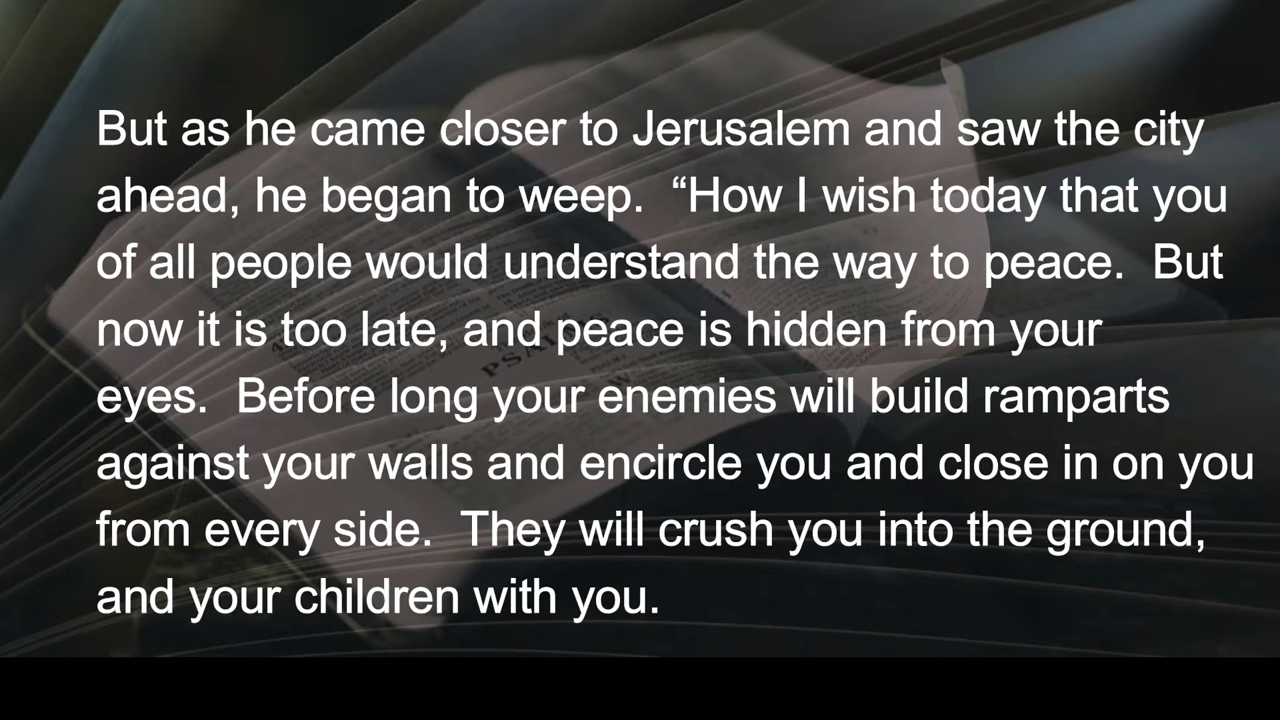 But as he came closer to Jerusalem and saw the city
ahead, he began to weep.  “How I wish today that you
of all people would understand the way to peace.  But
now it is too late, and peace is hidden from your
eyes.  Before long your enemies will build ramparts
against your walls and encircle you and close in on you
from every side.  They will crush you into the ground,
and your children with you.
PSALMS